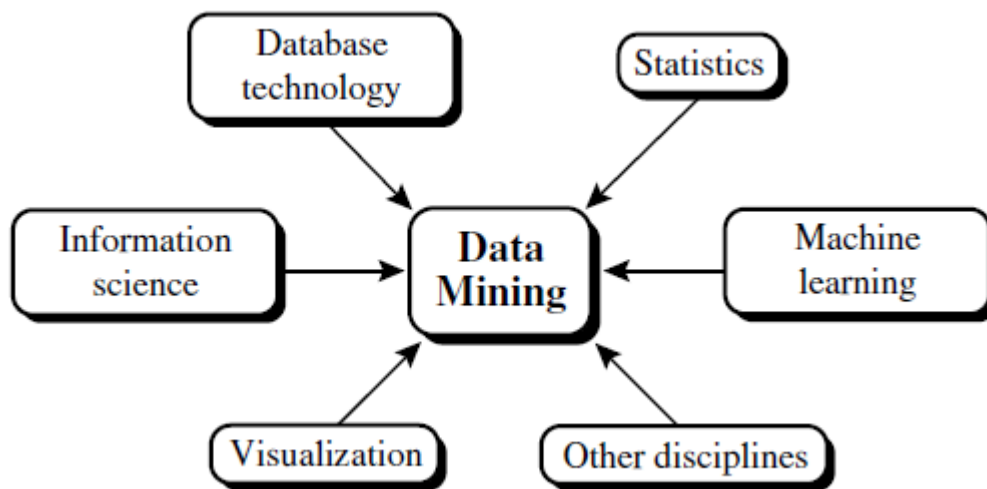 Database
technology
Statistics
Information
science
Data
Mining
Machine
learning
Visualization
Other disciplines